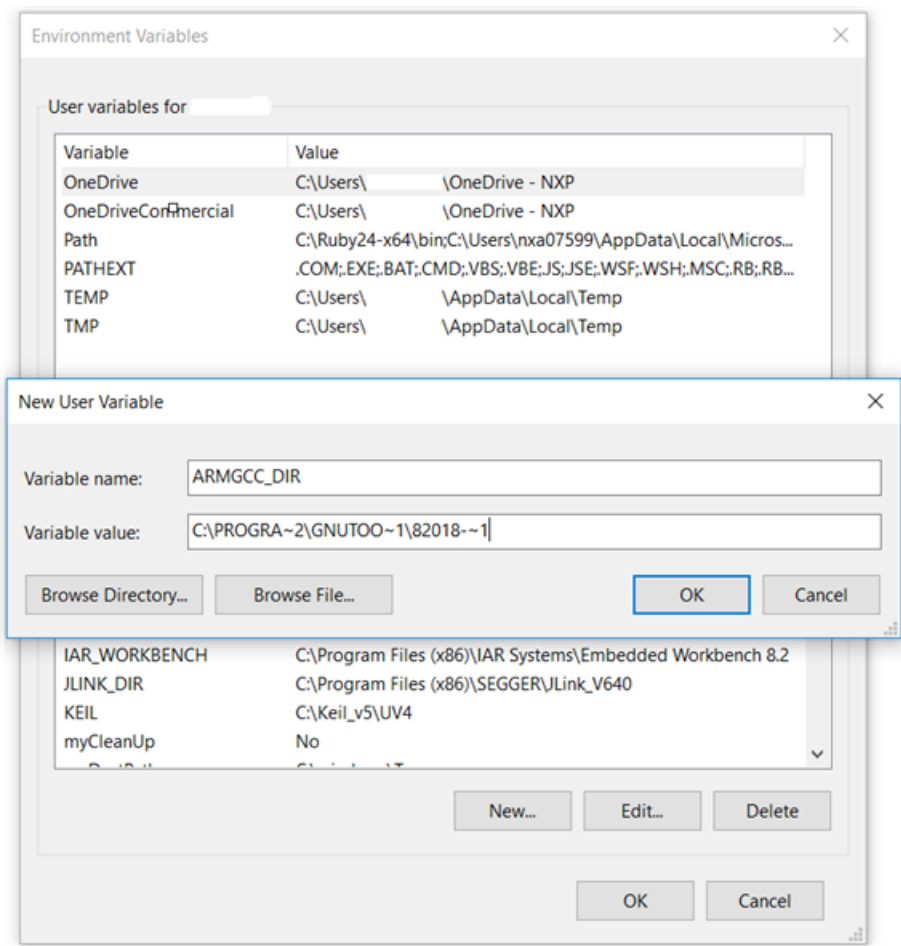 Environment Variables
User variables for
Variable Value
OneDrive C:\Users\ \OneDrive - NXP
OneDriveCommercial C:\Users\ \OneDrive - NXP
Path C:\Ruby24-x64\bin;C:\Users\nxa07599\AppData\Local\Micros...
PATHEXT .COM;.EXE;.BAT;.CMD;.VBS;.VBE;.JS;.JSE;.WSF;.WSH;.MSC;.RB;.RB...
TEMP C:\Users\ \AppData\Local\Temp
TMP C:\Users\ \AppData\Local\Temp
New User Variable
Variable name: ARMGCC_DIR
Variable value: C:\PROGRA~2\GNUTOO~1\82018-~1
Browse Directory... Browse File... OK Cancel
IAR_WORKBENCH C:\Program Files (x86)\IAR Systems\Embedded Workbench 8.2
JLINK_DIR C:\Program Files (x86)\SEGGER\JLink_V640
KEIL C:\Keil_v5\UV4
myCleanUp No
New... Edit... Delete
OK Cancel